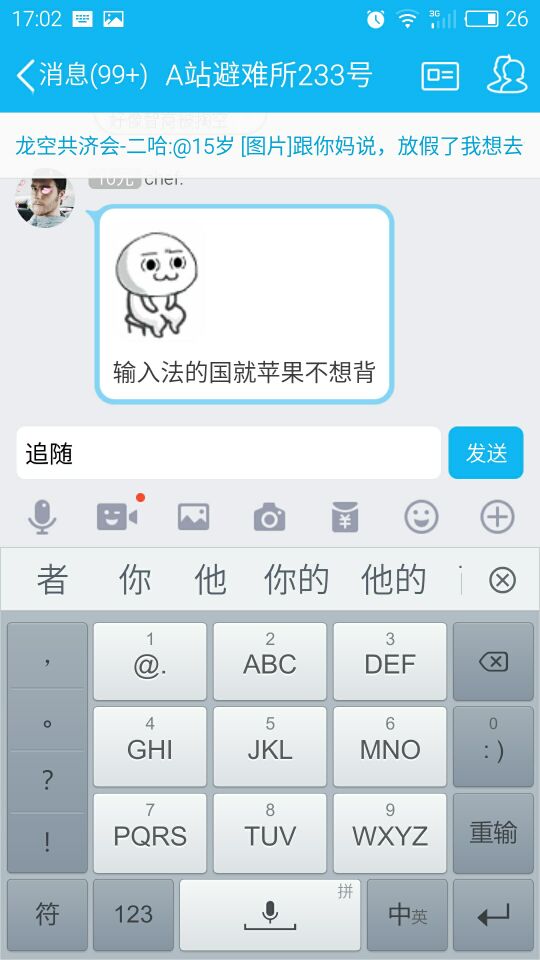 17:02
3G
26
消息(99+)
A站避难所233号
龙空共济会-二哈:@15岁 [图片]跟你妈说，放假了我想去
chef:
输入法的国就苹果不想背
追随
发送
者 你 他 你的 他的
， 1 @. 2 ABC 3 DEF
。 4 GHI 5 JKL 6 MNO 0 :)
？
！ 7 PQRS 8 TUV 9 WXYZ 重输
符 123 拼 中英